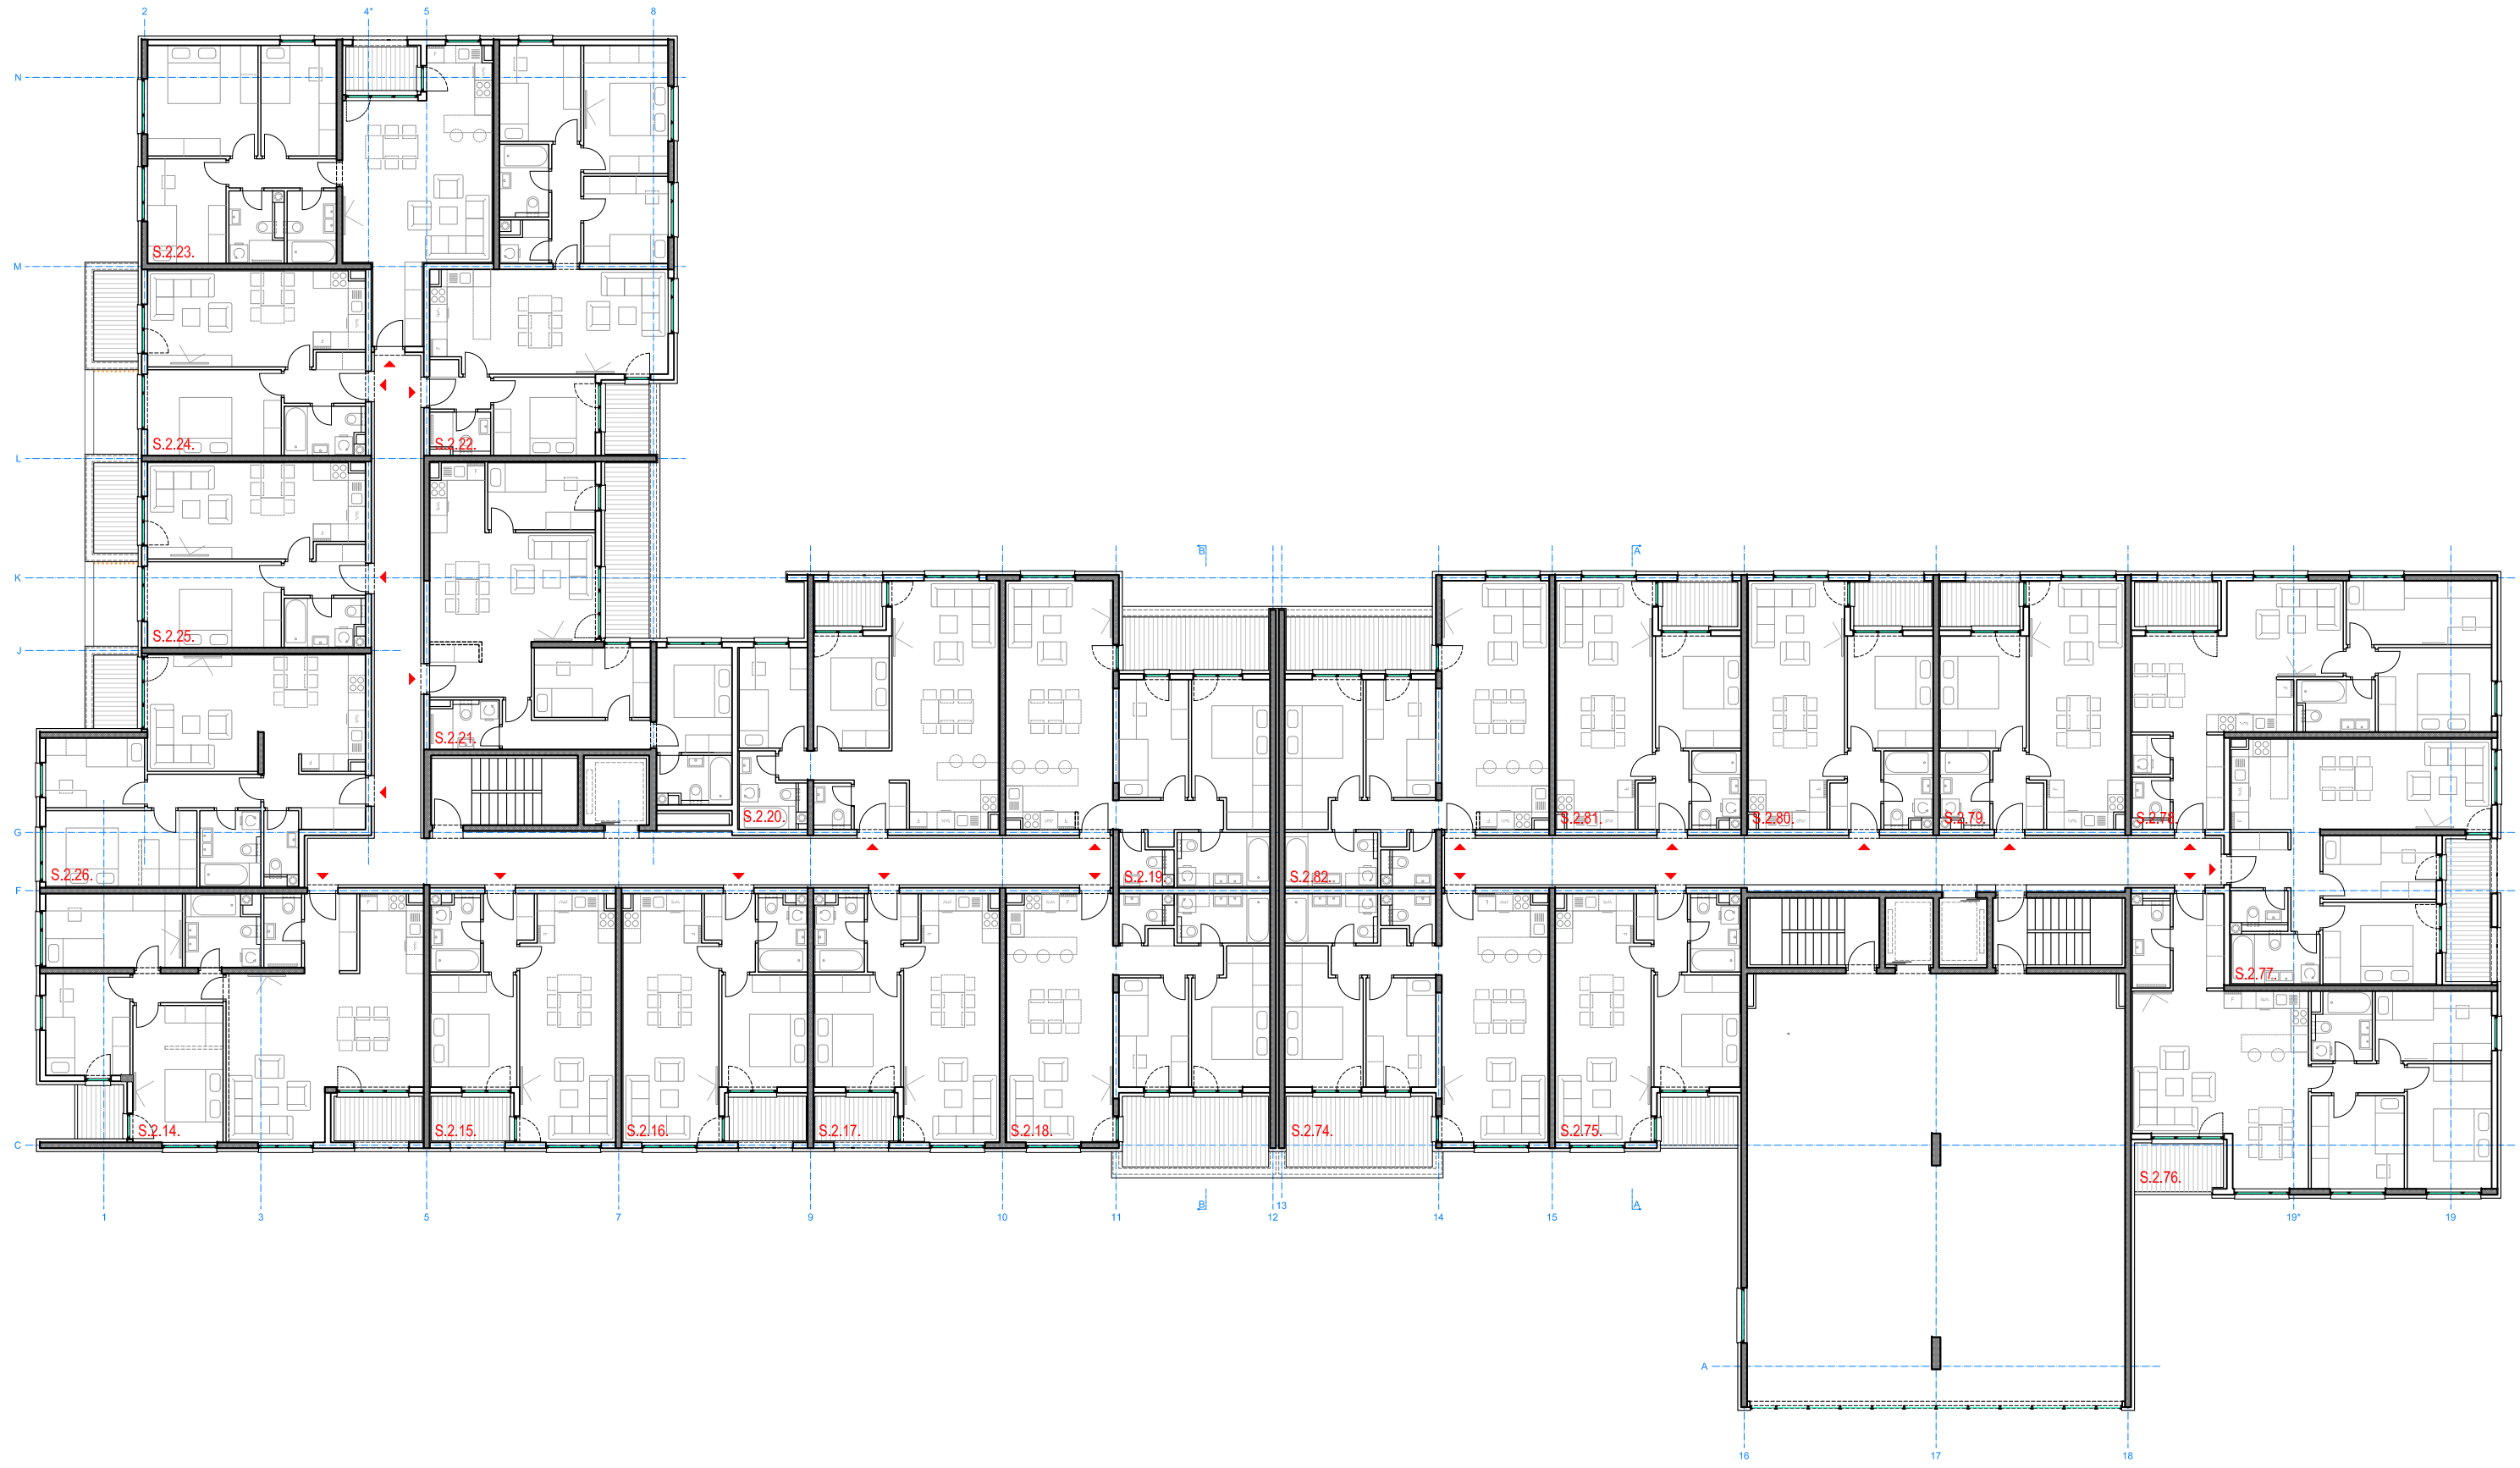 2 4* 5 8
N
S.2.23.
M
S.2.24. S.2.22.
L
B A
K
S.2.25.
J
S.2.21.
S.2.20. S.2.81. S.2.80. S.2.79. S.2.78.
G
S.2.26. S.2.19. S.2.82.
F
S.2.77.
S.2.14. S.2.15. S.2.16. S.2.17. S.2.18. S.2.74. S.2.75.
C
S.2.76.
B A
1 3 5 7 9 10 11 12 13 14 15 19* 19
A
16 17 18